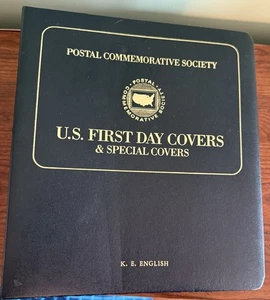 POSTAL COMMEMORATIVE SOCIETY
· POSTAL ·
COMMEMORATIVE SOCIETY
U.S. FIRST DAY COVERS
& SPECIAL COVERS
K. E. ENGLISH